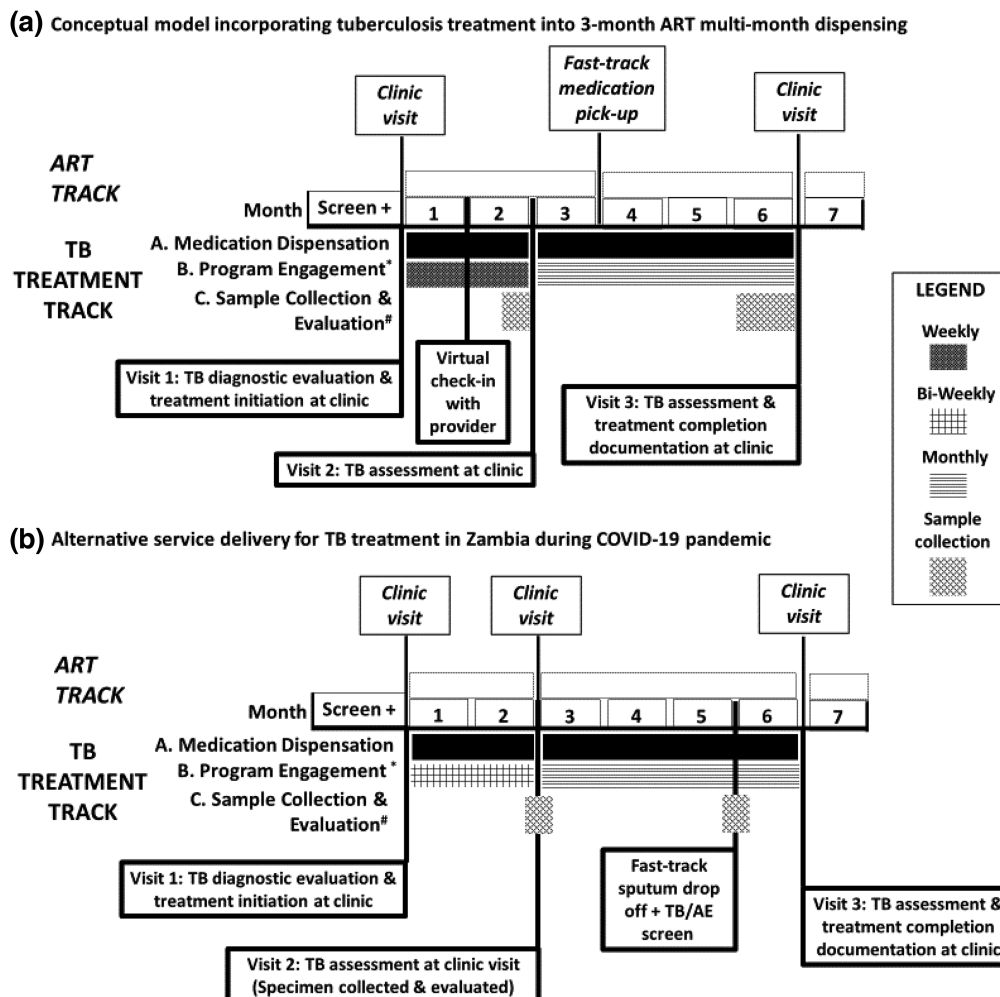 (a) Conceptual model incorporating tuberculosis treatment into 3-month ART multi-month dispensing
Clinic
visit
Fast-track
medication
pick-up
Clinic
visit
ART
TRACK
Month
Screen +
1 2 3 4 5 6 7
TB
TREATMENT
TRACK
A. Medication Dispensation
B. Program Engagement*
C. Sample Collection &
Evaluation#
Visit 1: TB diagnostic evaluation &
treatment initiation at clinic
Virtual
check-in
with
provider
Visit 2: TB assessment at clinic
Visit 3: TB assessment &
treatment completion
documentation at clinic
LEGEND
Weekly
Bi-Weekly
Monthly
Sample
collection
(b) Alternative service delivery for TB treatment in Zambia during COVID-19 pandemic
Clinic
visit
Clinic
visit
Clinic
visit
ART
TRACK
Month
Screen +
1 2 3 4 5 6 7
TB
TREATMENT
TRACK
A. Medication Dispensation
B. Program Engagement *
C. Sample Collection &
Evaluation#
Visit 1: TB diagnostic evaluation &
treatment initiation at clinic
Visit 2: TB assessment at clinic visit
(Specimen collected & evaluated)
Fast-track
sputum drop
off + TB/AE
screen
Visit 3: TB assessment &
treatment completion
documentation at clinic